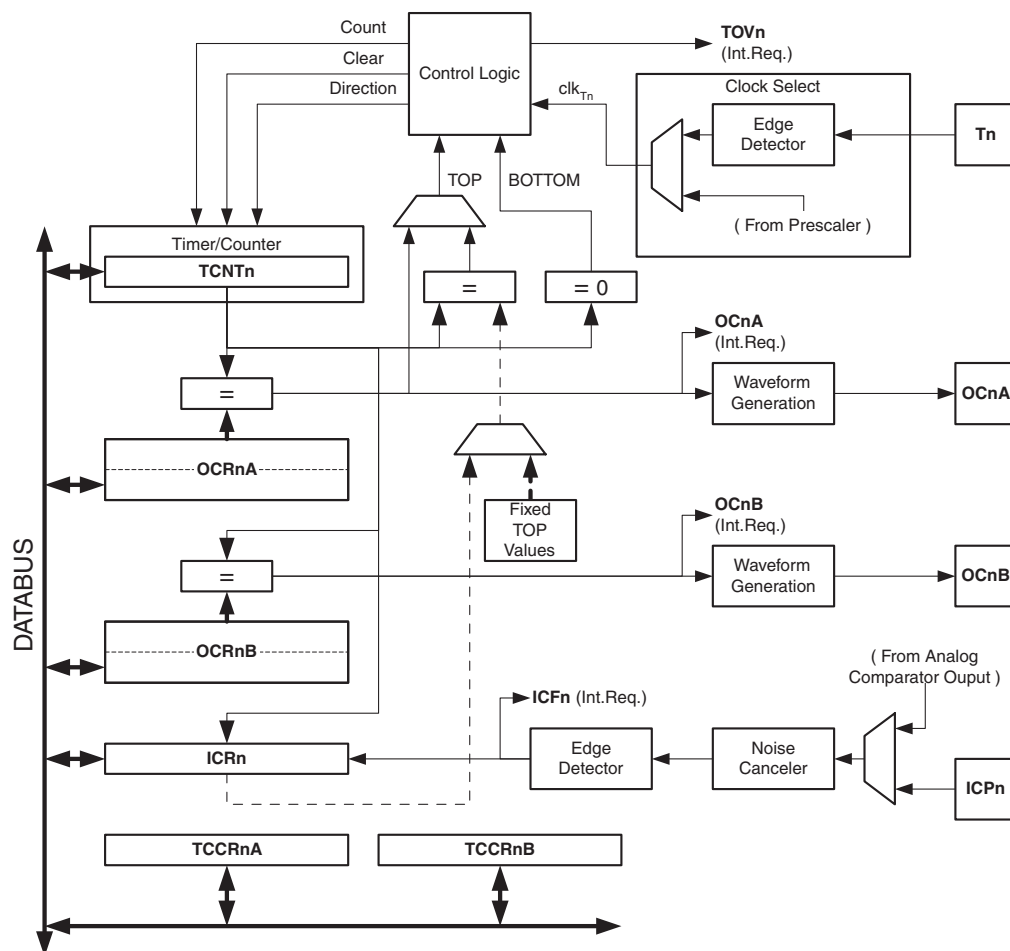 Count
Clear
Direction
Control Logic
TOVn
(Int.Req.)
clkTn
Clock Select
Edge
Detector
Tn
( From Prescaler )
TOP
BOTTOM
Timer/Counter
TCNTn
=
= 0
OCnA
(Int.Req.)
=
Waveform
Generation
OCnA
OCRnA
Fixed
TOP
Values
OCnB
(Int.Req.)
=
Waveform
Generation
OCnB
OCRnB
DATABUS
( From Analog
Comparator Ouput )
ICFn (Int.Req.)
ICRn
Edge
Detector
Noise
Canceler
ICPn
TCCRnA
TCCRnB